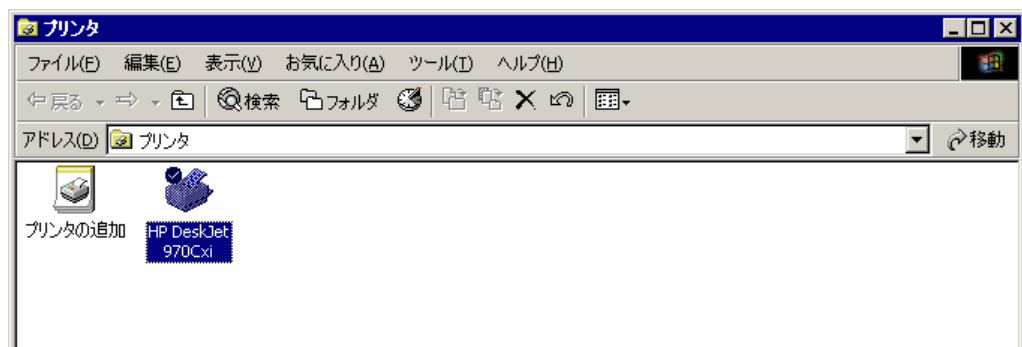 プリンタ
ファイル(F) 編集(E) 表示(V) お気に入り(A) ツール(T) ヘルプ(H)
戻る 検索 フォルダ
アドレス(D) プリンタ 移動
プリンタの追加
HP DeskJet
970Cxi